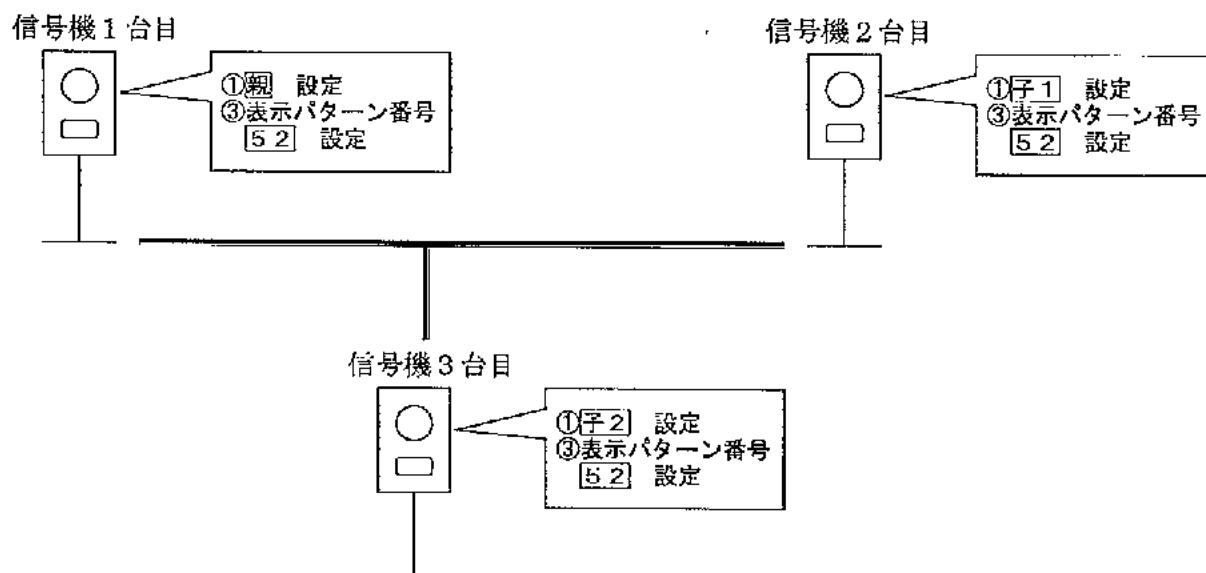 信号機1台目
①親 設定
③表示パターン番号
52 設定
信号機2台目
①子1 設定
③表示パターン番号
52 設定
信号機3台目
①子2 設定
③表示パターン番号
52 設定